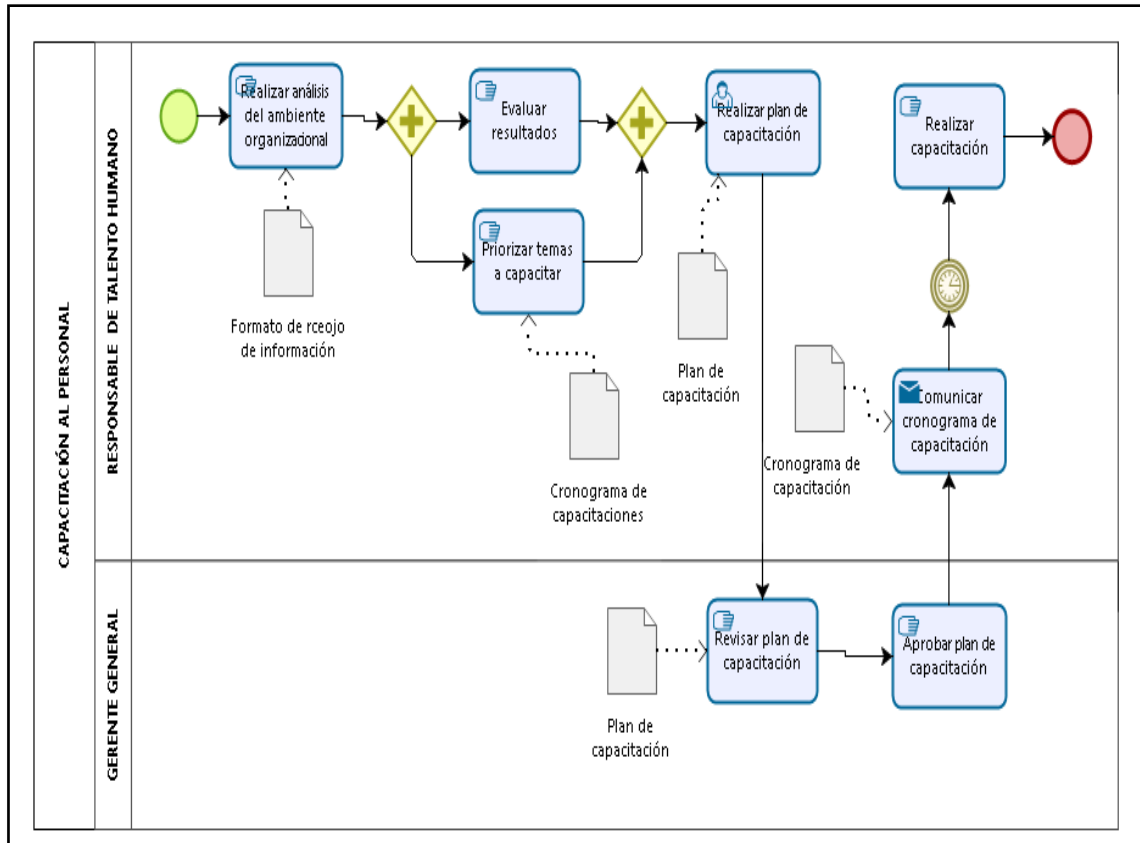 CAPACITACIÓN AL PERSONAL
RESPONSABLE DE TALENTO HUMANO
Realizar análisis
del ambiente
organizacional
Formato de rceojo
de información
Evaluar
resultados
Priorizar temas
a capacitar
Cronograma de
capacitaciones
Realizar plan de
capacitación
Plan de
capacitación
Realizar
capacitación
Comunicar
cronograma de
capacitación
Cronograma de
capacitación
GERENTE GENERAL
Plan de
capacitación
Revisar plan de
capacitación
Aprobar plan de
capacitación